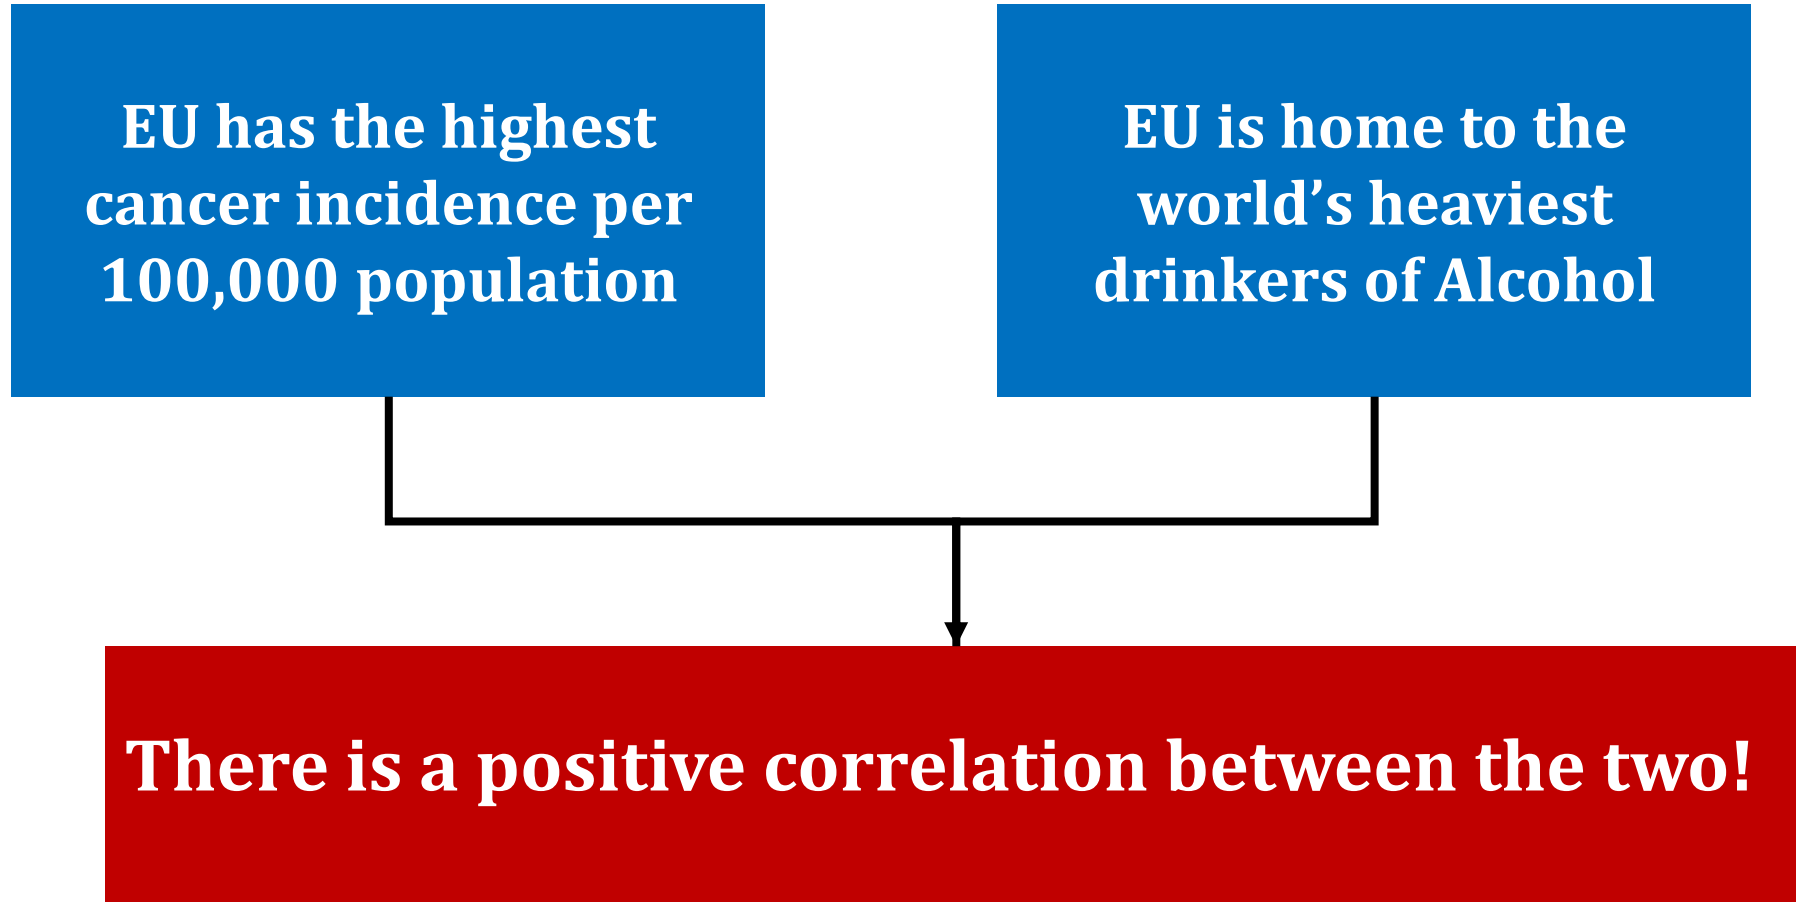 EU has the highest
cancer incidence per
100,000 population
EU is home to the
world’s heaviest
drinkers of Alcohol
There is a positive correlation between the two!